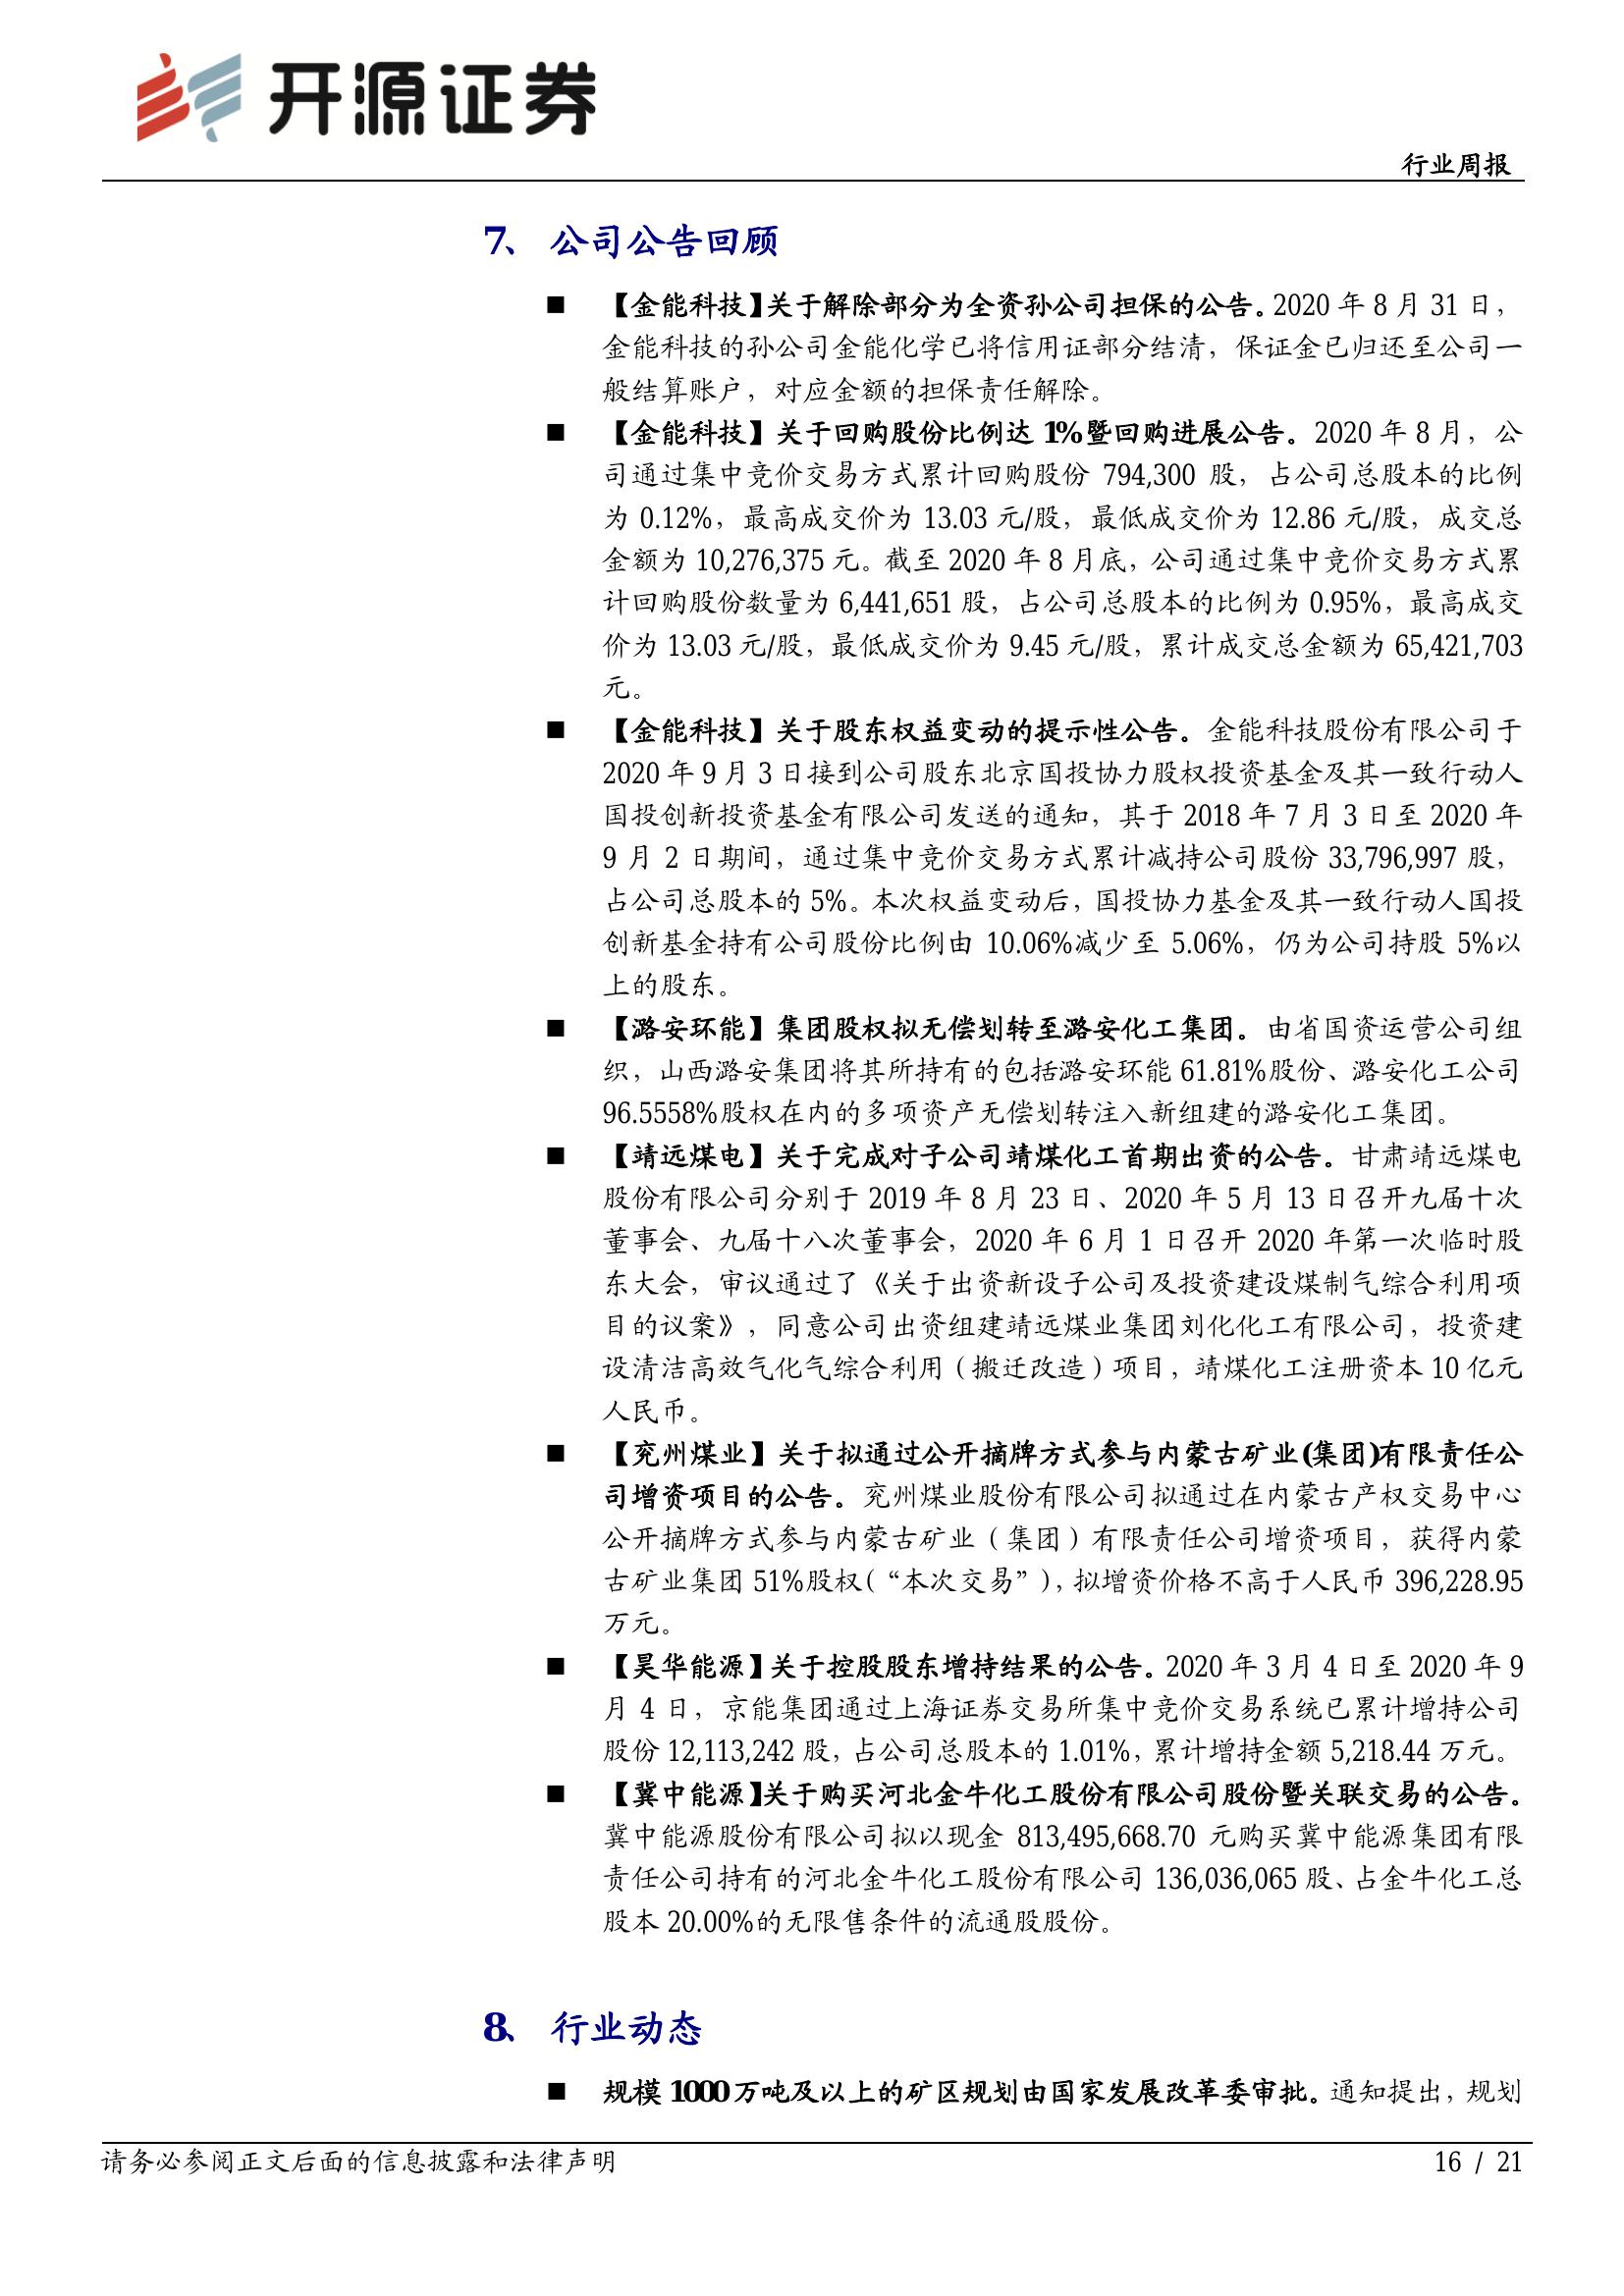 开源证券
行业周报
7、 公司公告回顾
■ 【金能科技】关于解除部分为全资孙公司担保的公告。2020 年 8 月 31 日，
金能科技的孙公司金能化学已将信用证部分结清，保证金已归还至公司一
般结算账户，对应金额的担保责任解除。
■ 【金能科技】关于回购股份比例达 1%暨回购进展公告。2020 年 8 月，公
司通过集中竞价交易方式累计回购股份 794,300 股，占公司总股本的比例
为 0.12%，最高成交价为 13.03 元/股，最低成交价为 12.86 元/股，成交总
金额为 10,276,375 元。截至 2020 年 8 月底，公司通过集中竞价交易方式累
计回购股份数量为 6,441,651 股，占公司总股本的比例为 0.95%，最高成交
价为 13.03 元/股，最低成交价为 9.45 元/股，累计成交总金额为 65,421,703
元。
■ 【金能科技】关于股东权益变动的提示性公告。金能科技股份有限公司于
2020 年 9 月 3 日接到公司股东北京国投协力股权投资基金及其一致行动人
国投创新投资基金有限公司发送的通知，其于 2018 年 7 月 3 日至 2020 年
9 月 2 日期间，通过集中竞价交易方式累计减持公司股份 33,796,997 股，
占公司总股本的 5%。本次权益变动后，国投协力基金及其一致行动人国投
创新基金持有公司股份比例由 10.06%减少至 5.06%，仍为公司持股 5%以
上的股东。
■ 【潞安环能】集团股权拟无偿划转至潞安化工集团。由省国资运营公司组
织，山西潞安集团将其所持有的包括潞安环能 61.81%股份、潞安化工公司
96.5558%股权在内的多项资产无偿划转注入新组建的潞安化工集团。
■ 【靖远煤电】关于完成对子公司靖煤化工首期出资的公告。甘肃靖远煤电
股份有限公司分别于 2019 年 8 月 23 日、2020 年 5 月 13 日召开九届十次
董事会、九届十八次董事会，2020 年 6 月 1 日召开 2020 年第一次临时股
东大会，审议通过了《关于出资新设子公司及投资建设煤制气综合利用项
目的议案》，同意公司出资组建靖远煤业集团刘化化工有限公司，投资建
设清洁高效气化气综合利用（搬迁改造）项目，靖煤化工注册资本 10 亿元
人民币。
■ 【兖州煤业】关于拟通过公开摘牌方式参与内蒙古矿业(集团)有限责任公
司增资项目的公告。兖州煤业股份有限公司拟通过在内蒙古产权交易中心
公开摘牌方式参与内蒙古矿业（集团）有限责任公司增资项目，获得内蒙
古矿业集团 51%股权（“本次交易”），拟增资价格不高于人民币 396,228.95
万元。
■ 【昊华能源】关于控股股东增持结果的公告。2020 年 3 月 4 日至 2020 年 9
月 4 日，京能集团通过上海证券交易所集中竞价交易系统已累计增持公司
股份 12,113,242 股，占公司总股本的 1.01%，累计增持金额 5,218.44 万元。
■ 【冀中能源】关于购买河北金牛化工股份有限公司股份暨关联交易的公告。
冀中能源股份有限公司拟以现金 813,495,668.70 元购买冀中能源集团有限
责任公司持有的河北金牛化工股份有限公司 136,036,065 股、占金牛化工总
股本 20.00%的无限售条件的流通股股份。
8、 行业动态
■ 规模 1000 万吨及以上的矿区规划由国家发展改革委审批。通知提出，规划
请务必参阅正文后面的信息披露和法律声明 16 / 21